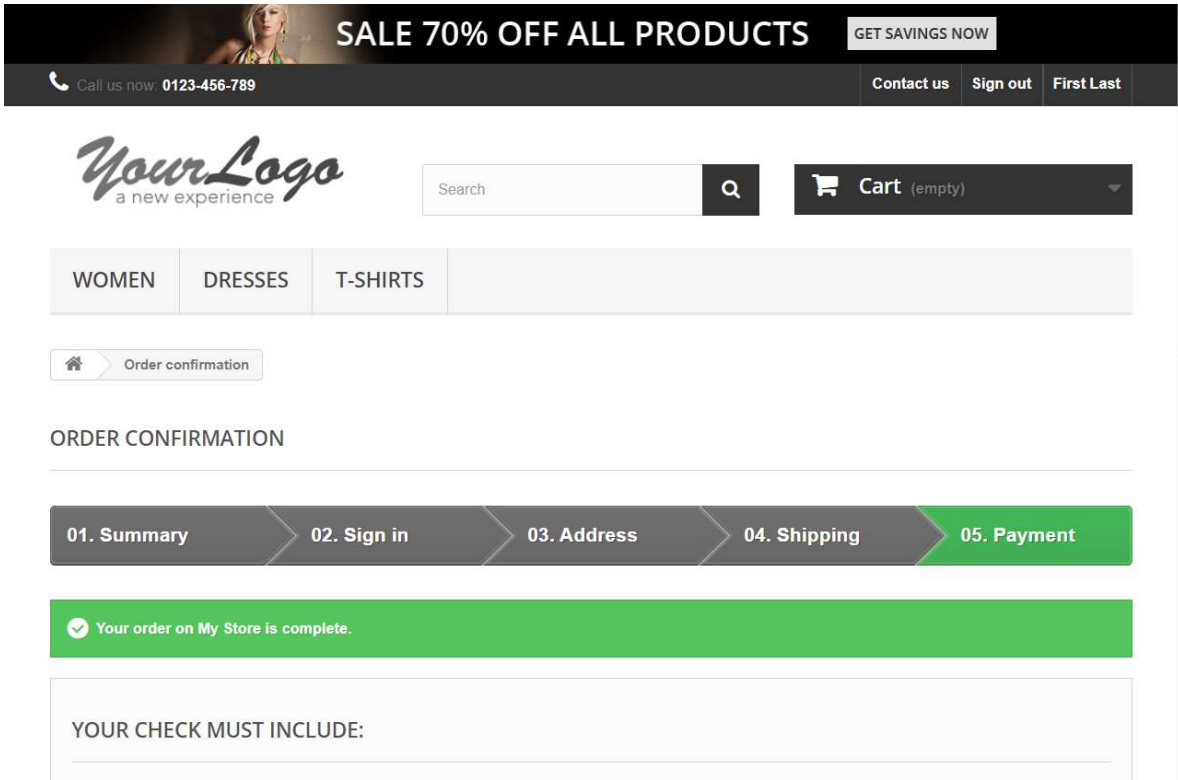 SALE 70% OFF ALL PRODUCTS GET SAVINGS NOW
Call us now: 0123-456-789 Contact us Sign out First Last
Your Logo
a new experience
Search
Cart (empty)
WOMEN DRESSES T-SHIRTS
Order confirmation
ORDER CONFIRMATION
01. Summary 02. Sign in 03. Address 04. Shipping 05. Payment
Your order on My Store is complete.
YOUR CHECK MUST INCLUDE: